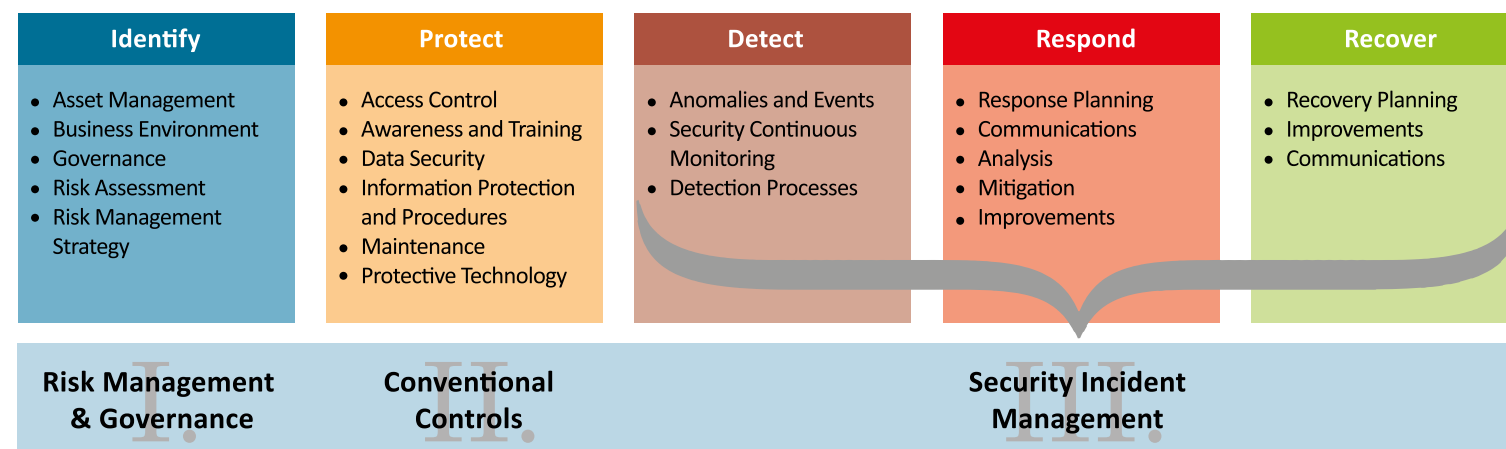 Identify
• Asset Management
• Business Environment
• Governance
• Risk Assessment
• Risk Management
Strategy
Protect
• Access Control
• Awareness and Training
• Data Security
• Information Protection
and Procedures
• Maintenance
• Protective Technology
Detect
• Anomalies and Events
• Security Continuous
Monitoring
• Detection Processes
Respond
• Response Planning
• Communications
• Analysis
• Mitigation
• Improvements
Recover
• Recovery Planning
• Improvements
• Communications
I.
Risk Management
& Governance
II.
Conventional
Controls
III.
Security Incident
Management